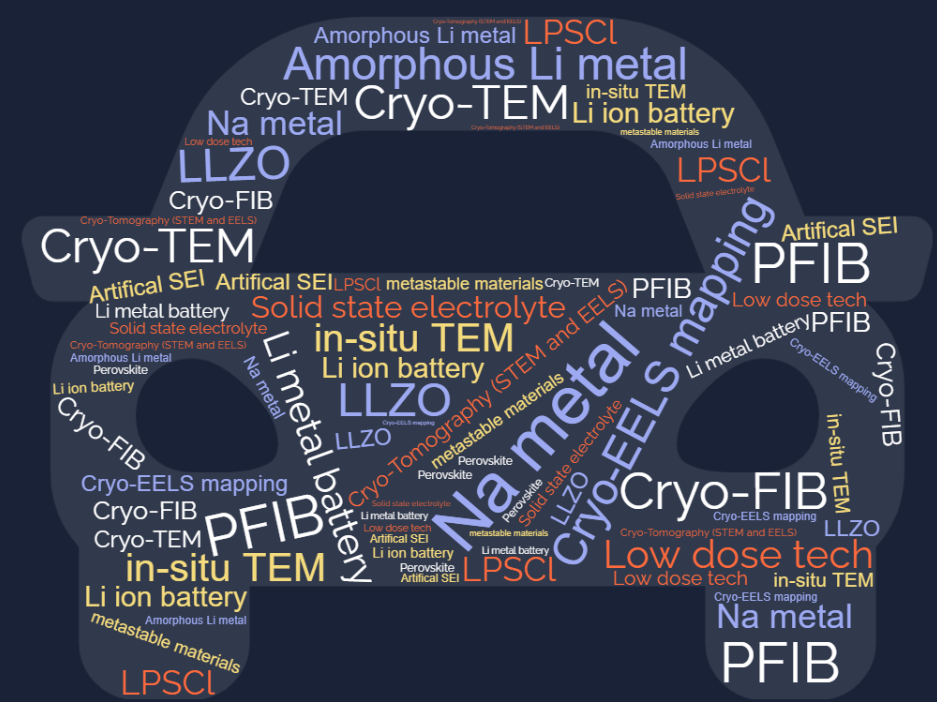 Cryo-Tomography (STEM and EELS)
Amorphous Li metal
LPSCl
Amorphous Li metal
Cryo-TEM
Cryo-TEM
in-situ TEM
Li ion battery
Na metal
Cryo-Tomography (STEM and EELS)
metastable materials
Low dose tech
Amorphous Li metal
LLZO
LPSCl
Solid state electrolyte
Cryo-FIB
Cryo-Tomography (STEM and EELS)
Cryo-TEM
Artifical SEI
PFIB
Artifical SEI
Artifical SEI
LPSCl
metastable materials
Cryo-TEM
PFIB
Low dose tech
Li metal battery
Solid state electrolyte
Na metal
Cryo-EELS mapping
Solid state electrolyte
in-situ TEM
Li metal battery
PFIB
Cryo-Tomography (STEM and EELS)
Amorphous Li metal
Perovskite
Li ion battery
Na metal
Li metal battery
Li ion battery
LLZO
Cryo-EELS mapping
LLZO
Cryo-Tomography (STEM and EELS)
metastable materials
Na metal
Cryo-EELS mapping
Cryo-FIB
Cryo-FIB
Perovskite
Perovskite
Perovskite
Solid state electrolyte
LLZO
in-situ TEM
Cryo-EELS mapping
Cryo-FIB
PFIB
Solid state electrolyte
Cryo-FIB
Cryo-EELS mapping
Li metal battery
Low dose tech
metastable materials
Cryo-Tomography (STEM and EELS)
LLZO
Cryo-TEM
Artifical SEI
Li ion battery
Li metal battery
Low dose tech
in-situ TEM
Perovskite
Artifical SEI
LPSCl
Low dose tech
in-situ TEM
Li ion battery
Cryo-EELS mapping
Amorphous Li metal
Na metal
metastable materials
PFIB
LPSCl